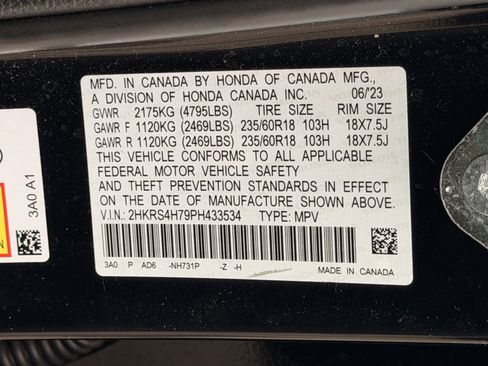 MFD. IN CANADA BY HONDA OF CANADA MFG.,
A DIVISION OF HONDA CANADA INC. 06/'23
GVWR 2175KG (4795LBS) TIRE SIZE RIM SIZE
GAWR F 1120KG (2469LBS) 235/60R18 103H 18X7.5J
GAWR R 1120KG (2469LBS) 235/60R18 103H 18X7.5J
THIS VEHICLE CONFORMS TO ALL APPLICABLE
FEDERAL MOTOR VEHICLE SAFETY
AND THEFT PREVENTION STANDARDS IN EFFECT
ON THE DATE OF MANUFACTURE SHOWN ABOVE.
V.I.N.: 2HKRS4H79PH433534 TYPE: MPV
3A0 P AD6 -NH731P -Z -H
MADE IN CANADA
3A0 A1